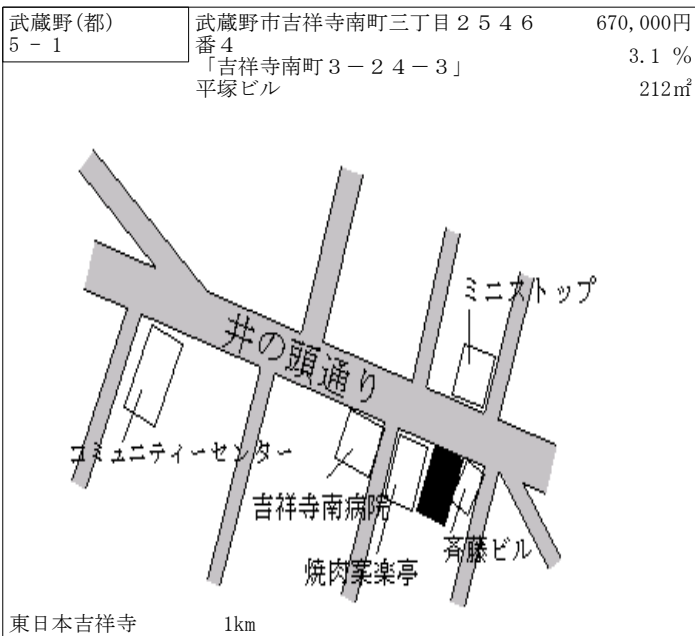 武蔵野(都)
5 - 1
武蔵野市吉祥寺南町三丁目2546
番4
「吉祥寺南町3-24-3」
平塚ビル
670,000円
3.1 %
212㎡
ミニストップ
井の頭通り
コミュニティーセンター
吉祥寺南病院
斉藤ビル
焼肉薬楽亭
東日本吉祥寺 1km